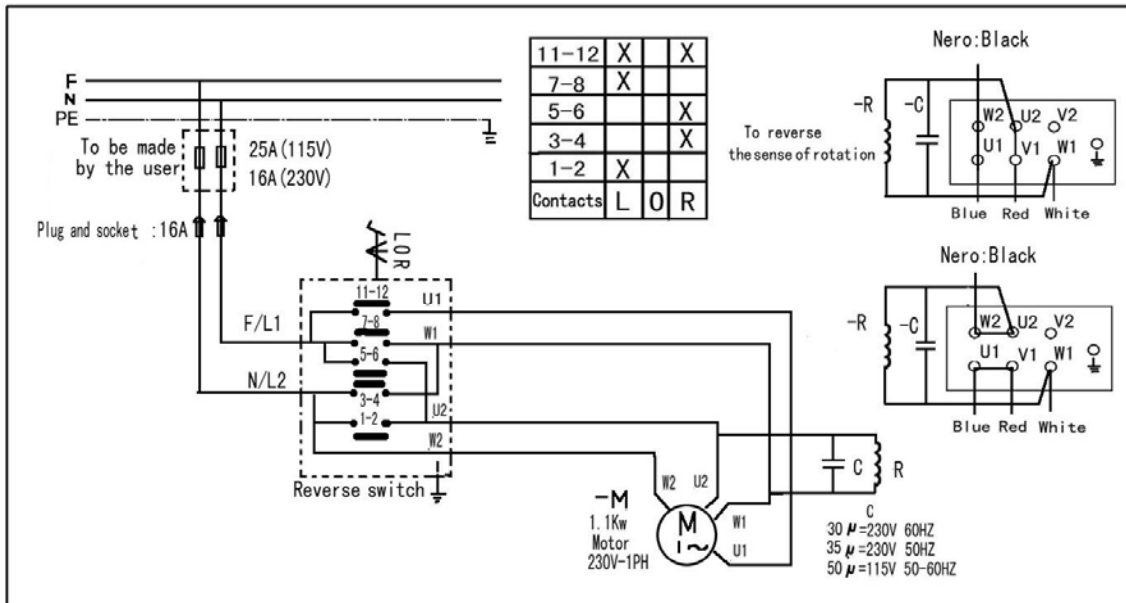 F
N
PE
To be made
by the user
25A(115V)
16A(230V)
Plug and socket :16A
F/L1
N/L2
L O R
11-12
7-8
5-6
3-4
1-2
U1
W1
U2
W2
Reverse switch
11-12 X X
7-8 X
5-6 X
3-4 X
1-2 X
Contacts L O R
-M
1.1Kw
Motor
230V-1PH
M
1~
W2 U2
W1
U1
C R
C
30μ=230V 60HZ
35μ=230V 50HZ
50μ=115V 50-60HZ
To reverse
the sense of rotation
Nero:Black
-R -C
W2 U2 V2
U1 V1 W1
Blue Red White
Nero:Black
-R -C
W2 U2 V2
U1 V1 W1
Blue Red White